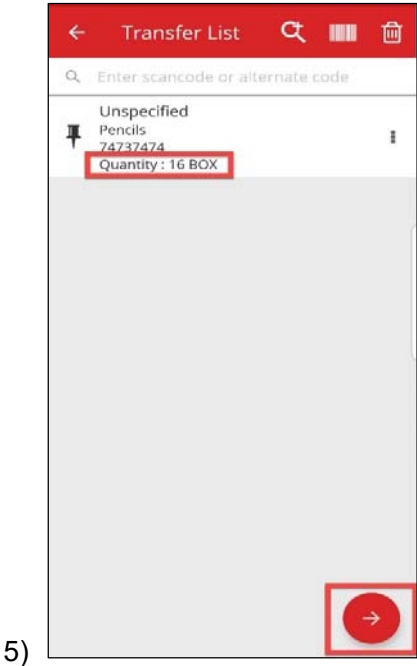 Transfer List
Enter scancode or alternate code
Unspecified
Pencils
74737474
Quantity : 16 BOX
5)